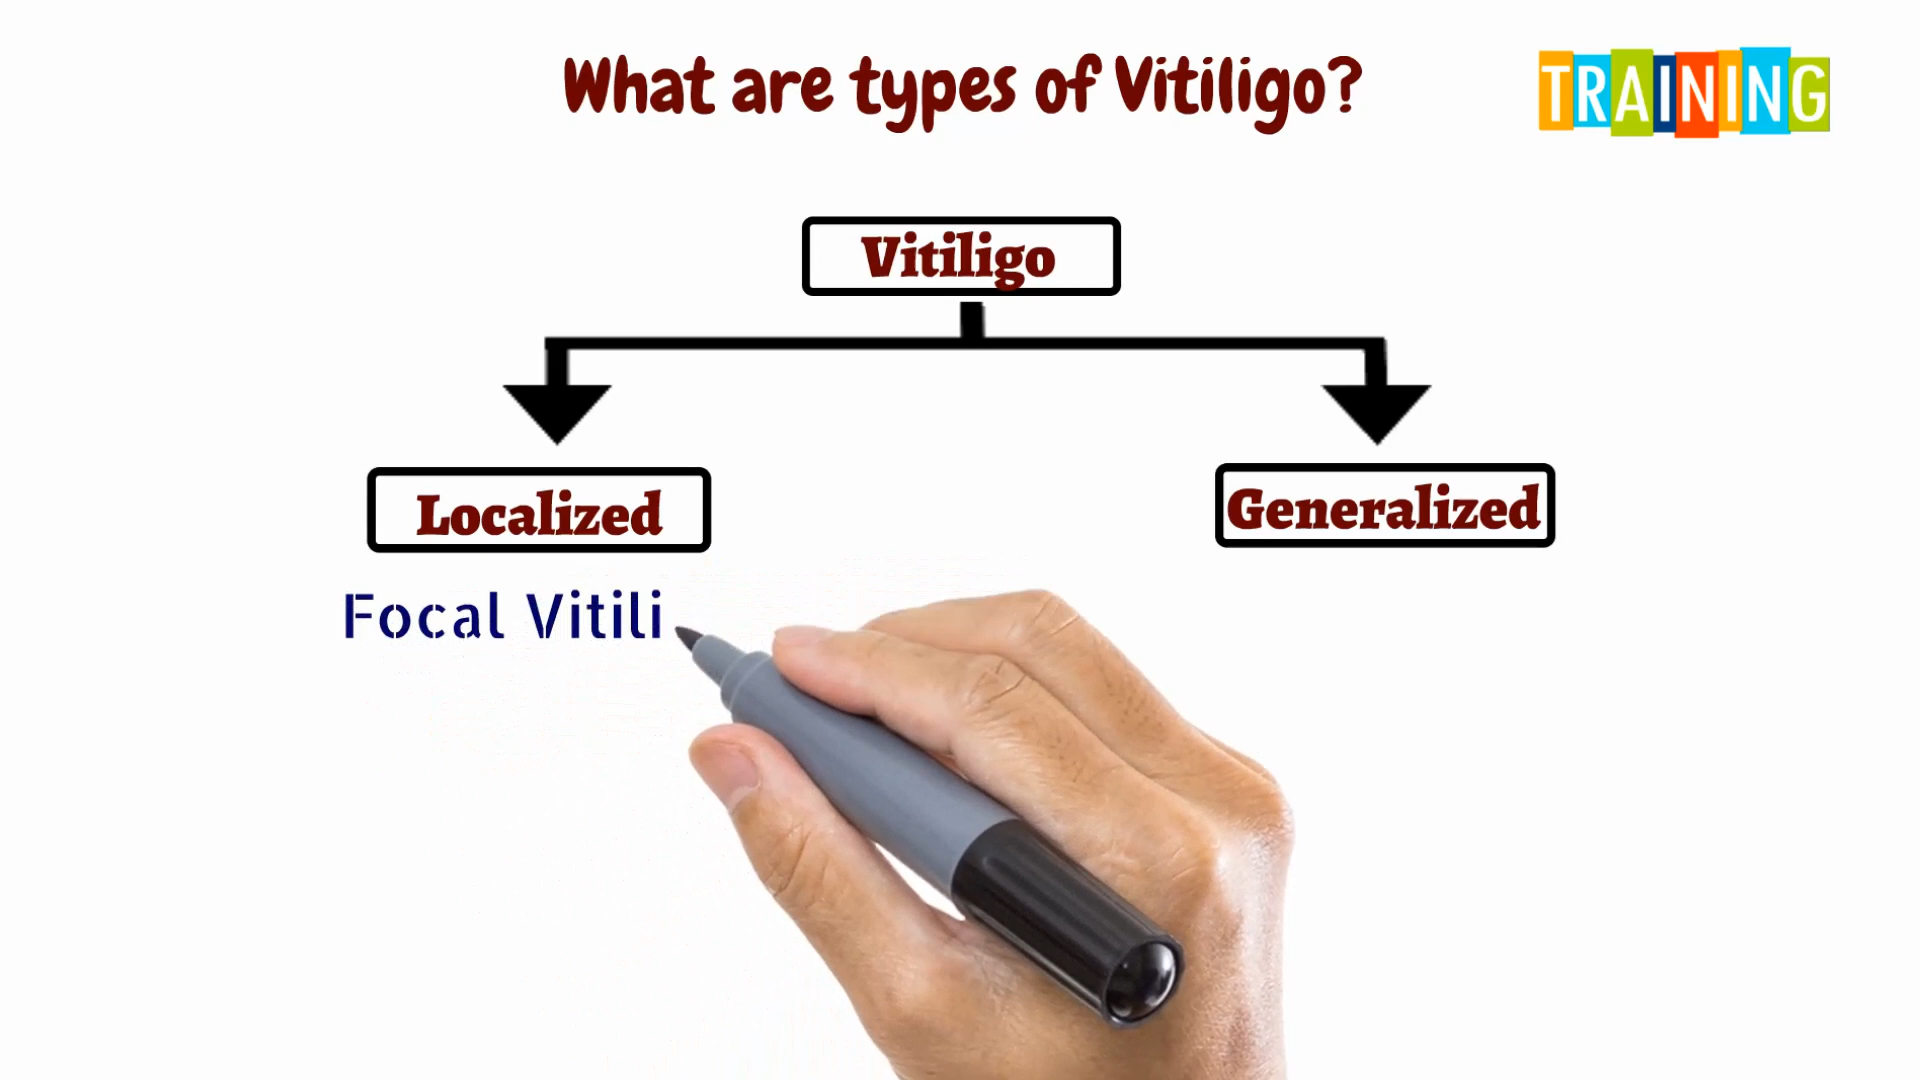 What are types of Vitiligo?
TRAINING
Vitiligo
Localized
Generalized
Focal Vitili